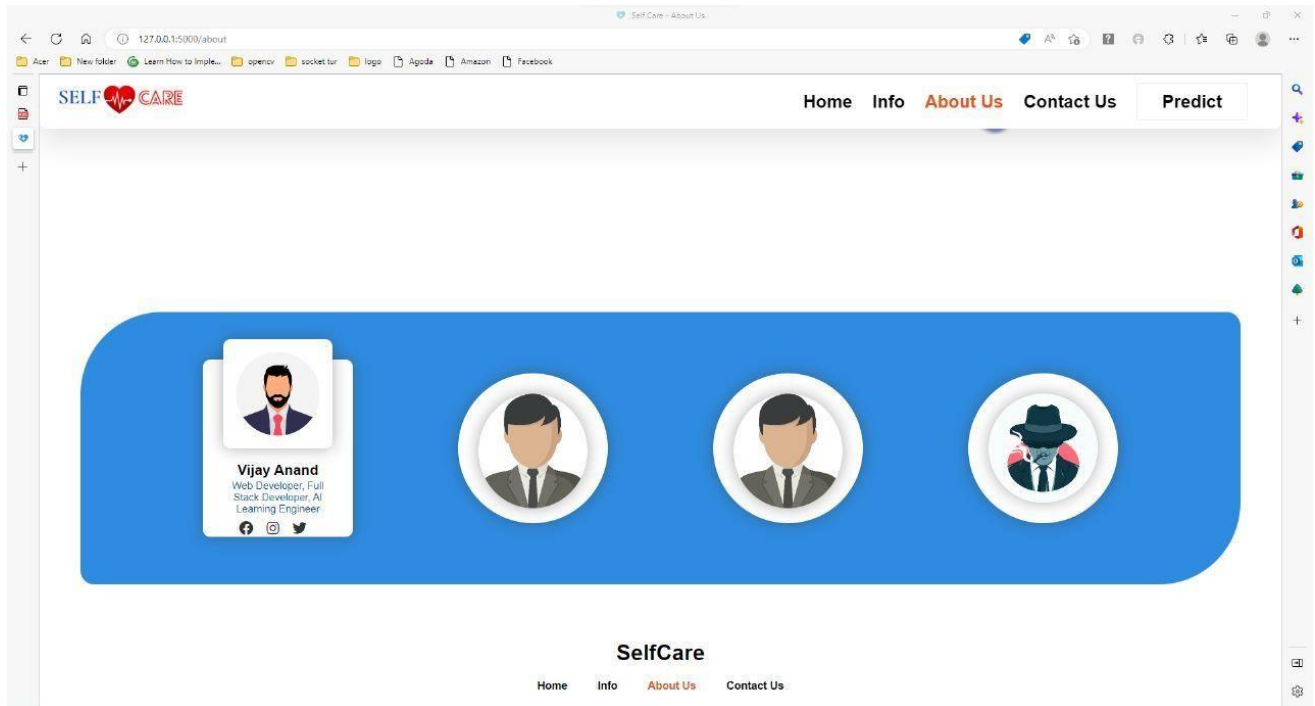 Self Care - About Us
127.0.0.1:5000/about
Acer New folder Learn How to Imple... opencv socket tur logo Agoda Amazon Facebook
SELF CARE
Home Info About Us Contact Us Predict
Vijay Anand
Web Developer, Full
Stack Developer, AI
Learning Engineer
SelfCare
Home Info About Us Contact Us